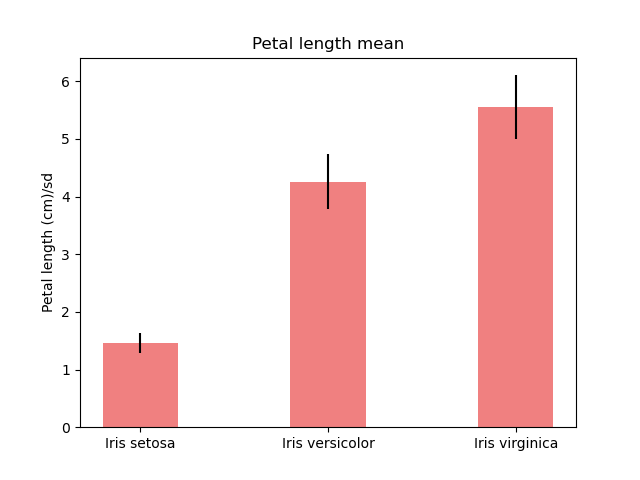 Petal length mean
Petal length (cm)/sd
6
5
4
3
2
1
0
Iris setosa
Iris versicolor
Iris virginica